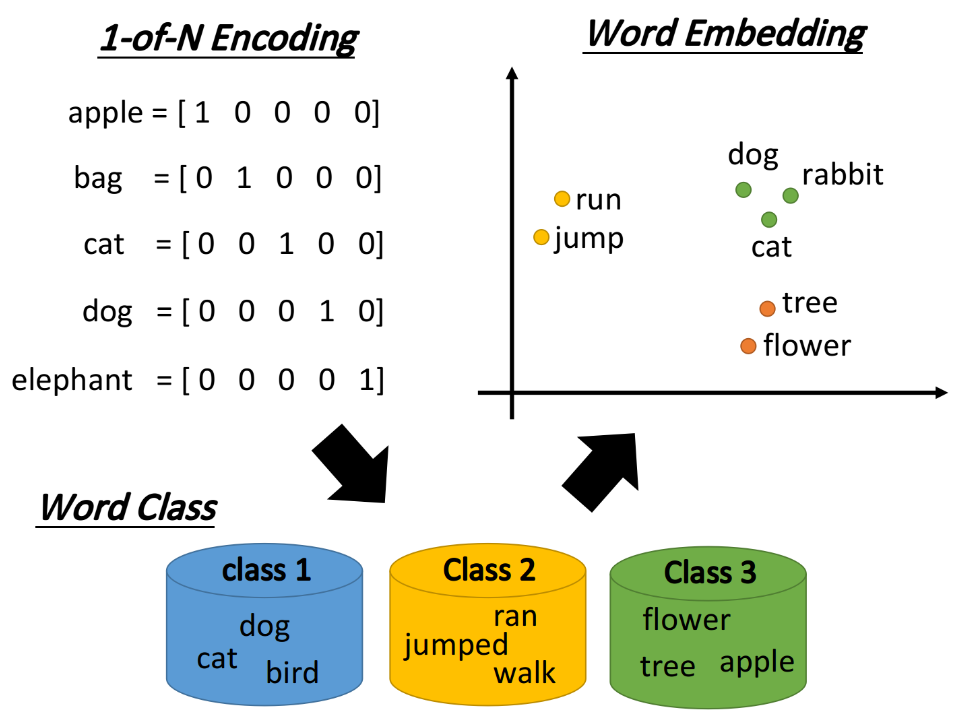 1-of-N Encoding
apple = [ 1 0 0 0 0]
bag = [ 0 1 0 0 0]
cat = [ 0 0 1 0 0]
dog = [ 0 0 0 1 0]
elephant = [ 0 0 0 0 1]
Word Embedding
dog
rabbit
run
jump
cat
tree
flower
Word Class
class 1
dog
cat
bird
Class 2
ran
jumped
walk
Class 3
flower
tree apple